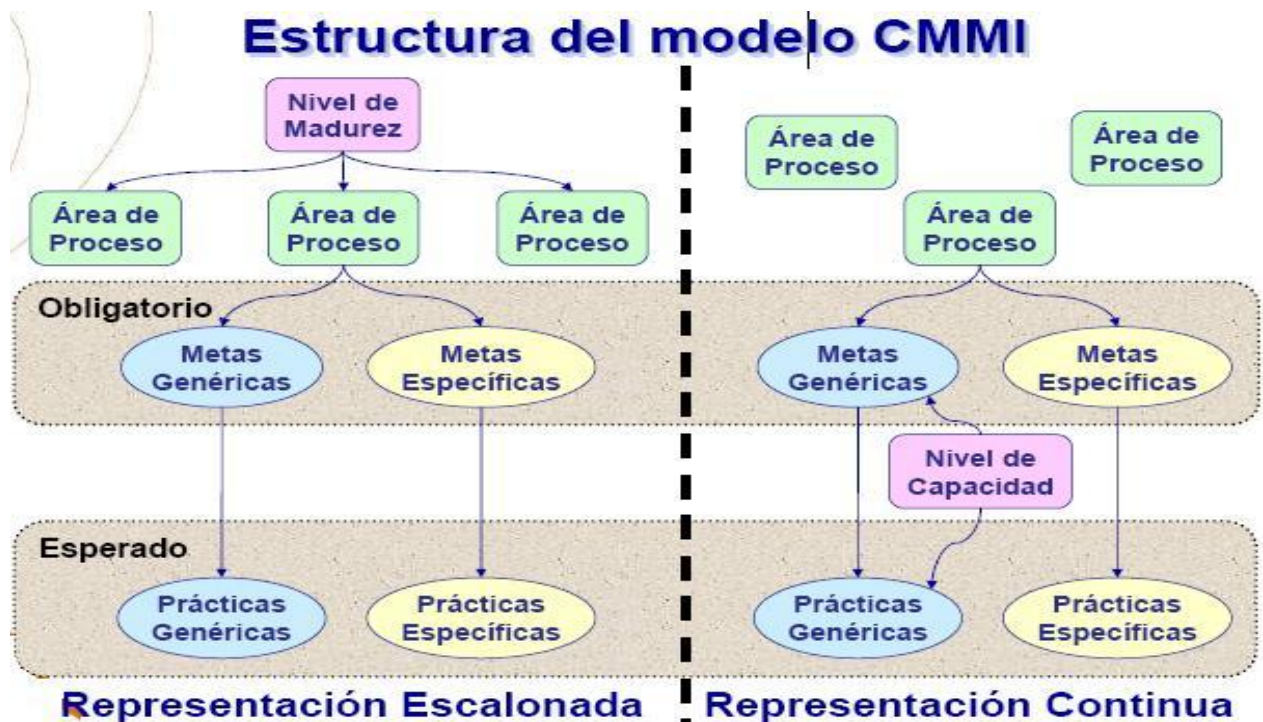 Estructura del modelo CMMI
Nivel de
Madurez
Área de
Proceso
Área de
Proceso
Área de
Proceso
Obligatorio
Metas
Genéricas
Metas
Específicas
Esperado
Prácticas
Genéricas
Prácticas
Específicas
Representación Escalonada
Área de
Proceso
Área de
Proceso
Área de
Proceso
Metas
Genéricas
Metas
Específicas
Nivel de
Capacidad
Prácticas
Genéricas
Prácticas
Específicas
Representación Continua